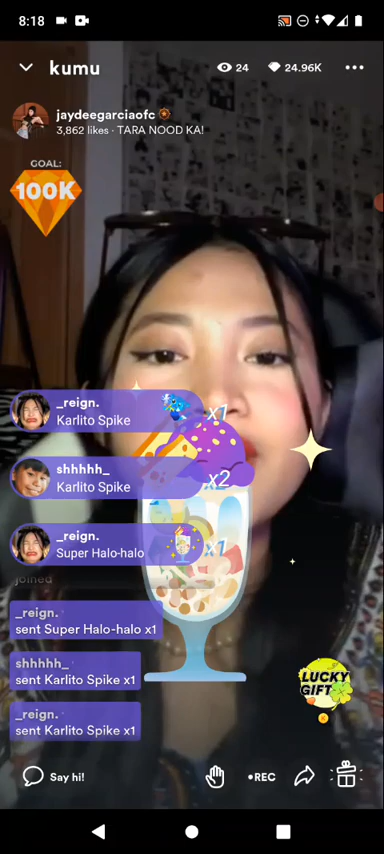 8:18
kumu
24
24.96K
jaydeegarciaofc
3,862 likes · TARA NOOD KA!
GOAL:
100K
_reign.
Karlito Spike
x1
shhhhh_
Karlito Spike
x2
_reign.
Super Halo-halo
x1
joined
_reign.
sent Super Halo-halo x1
shhhhh_
sent Karlito Spike x1
_reign.
sent Karlito Spike x1
LUCKY
GIFT
Say hi!
REC